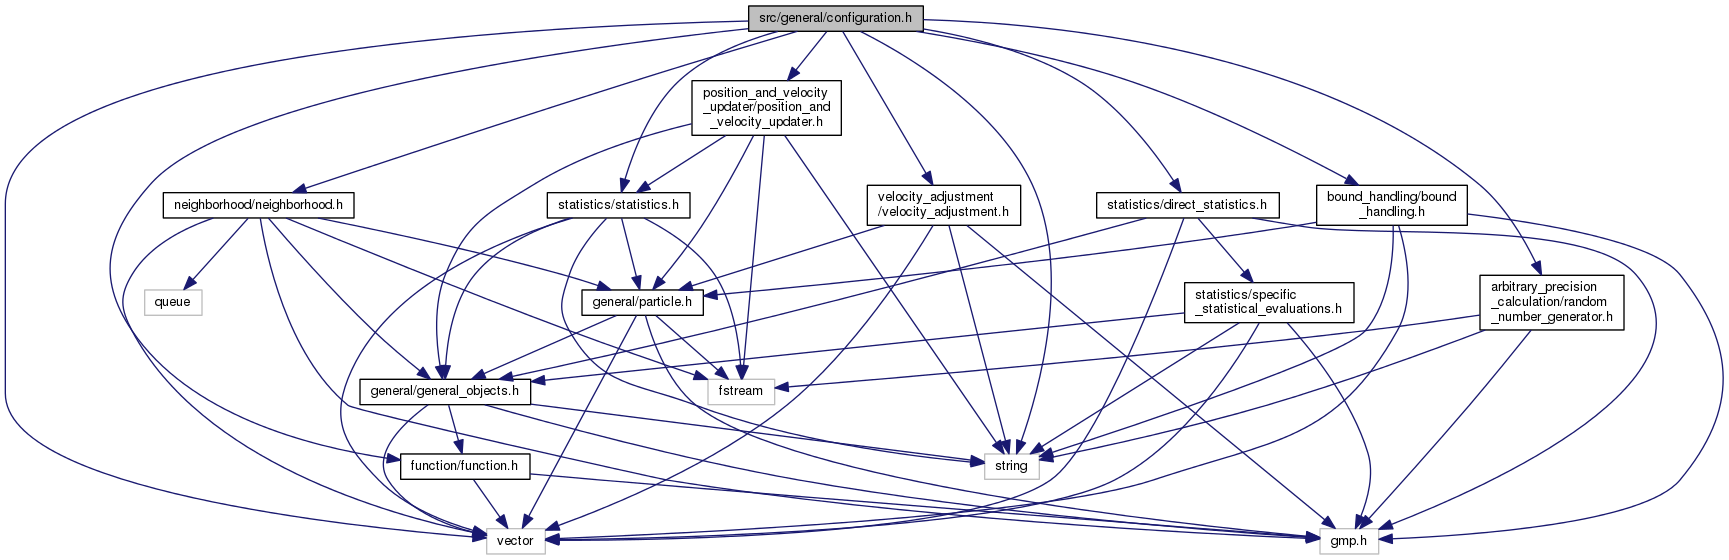 src/general/configuration.h
position_and_velocity
_updater/position_and
_velocity_updater.h
neighborhood/neighborhood.h
statistics/statistics.h
velocity_adjustment
/velocity_adjustment.h
statistics/direct_statistics.h
bound_handling/bound
_handling.h
queue
general/particle.h
statistics/specific
_statistical_evaluations.h
arbitrary_precision
_calculation/random
_number_generator.h
general/general_objects.h
fstream
function/function.h
string
vector
gmp.h